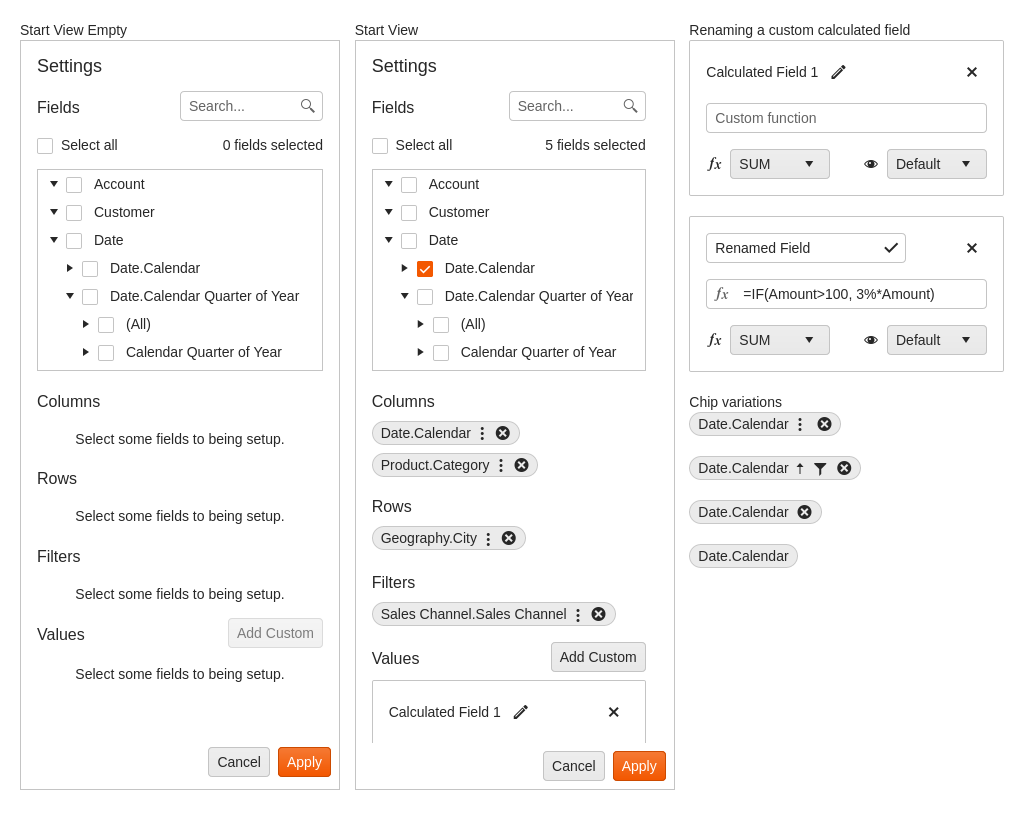 Start View Empty
Settings
Fields
Search...
Select all
0 fields selected
Account
Customer
Date
Date.Calendar
Date.Calendar Quarter of Year
(All)
Calendar Quarter of Year
Columns
Select some fields to being setup.
Rows
Select some fields to being setup.
Filters
Select some fields to being setup.
Values
Add Custom
Select some fields to being setup.
Cancel
Apply
Start View
Settings
Fields
Search...
Select all
5 fields selected
Account
Customer
Date
Date.Calendar
Date.Calendar Quarter of Year
(All)
Calendar Quarter of Year
Columns
Date.Calendar
Product.Category
Rows
Geography.City
Filters
Sales Channel.Sales Channel
Values
Add Custom
Calculated Field 1
Cancel
Apply
Renaming a custom calculated field
Calculated Field 1
Custom function
fx SUM
Default
Renamed Field
fx =IF(Amount>100, 3%*Amount)
fx SUM
Default
Chip variations
Date.Calendar
Date.Calendar
Date.Calendar
Date.Calendar